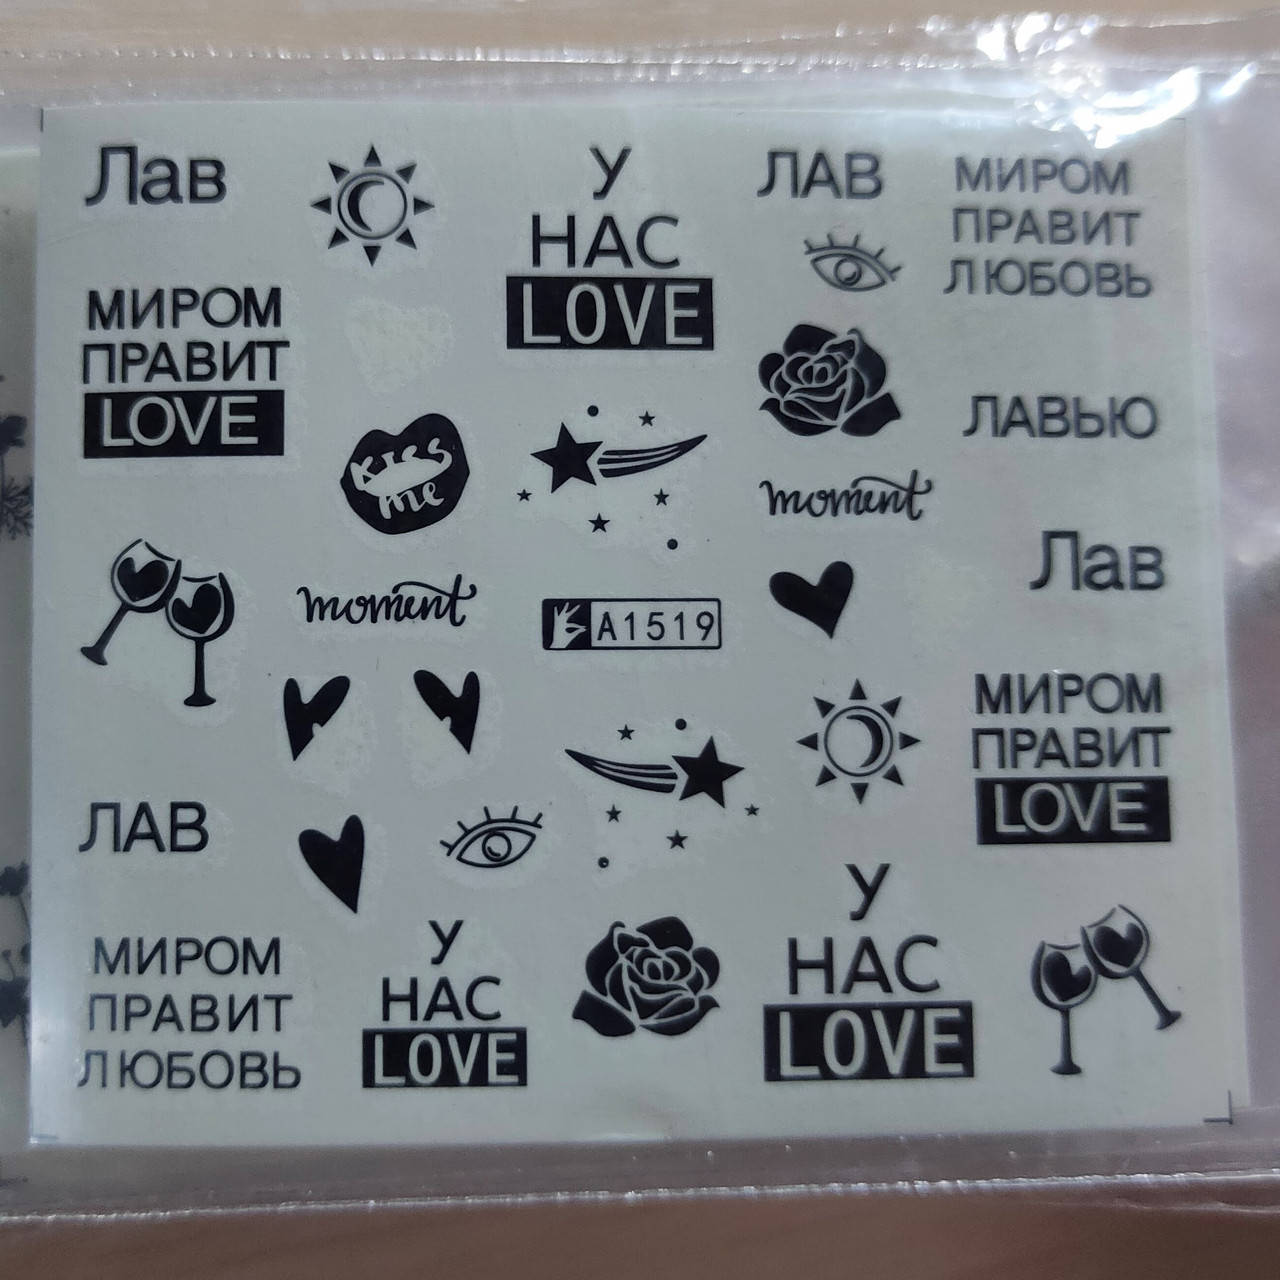 Лав
У
НАС
LOVE
ЛАВ
МИРОМ
ПРАВИТ
ЛЮБОВЬ
МИРОМ
ПРАВИТ
LOVE
ЛАВЬЮ
kiss
me
moment
Лав
moment
A1519
МИРОМ
ПРАВИТ
LOVE
ЛАВ
У
НАС
LOVE
МИРОМ
ПРАВИТ
ЛЮБОВЬ
У
НАС
LOVE